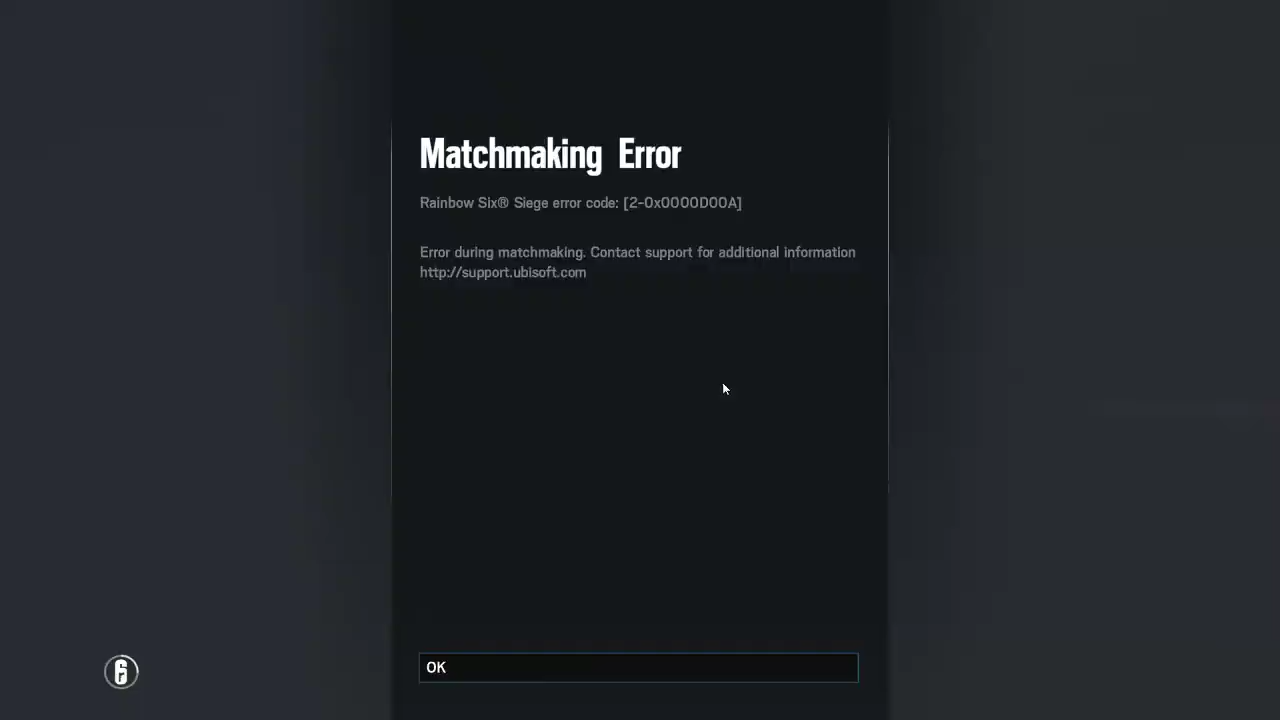 Matchmaking Error
Rainbow Six® Siege error code: [2-0x0000D00A]
Error during matchmaking. Contact support for additional information
http://support.ubisoft.com
OK
6